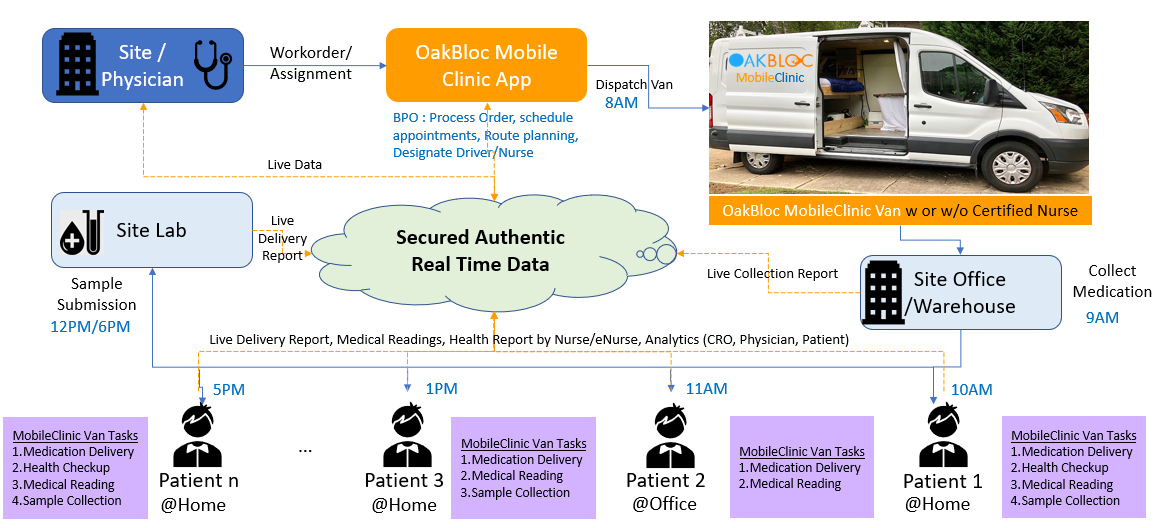 Site /
Physician
Workorder/
Assignment
OakBloc Mobile
Clinic App
Dispatch Van
8AM
OAKBLOC
MobileClinic
BPO : Process Order, schedule
appointments, Route planning,
Designate Driver/Nurse
Live Data
OakBloc MobileClinic Van w or w/o Certified Nurse
Site Lab
Live
Delivery
Report
Secured Authentic
Real Time Data
Live Collection Report
Site Office
/Warehouse
Collect
Medication
9AM
Sample
Submission
12PM/6PM
Live Delivery Report, Medical Readings, Health Report by Nurse/eNurse, Analytics (CRO, Physician, Patient)
5PM
1PM
11AM
10AM
MobileClinic Van Tasks
1.Medication Delivery
2.Health Checkup
3.Medical Reading
4.Sample Collection
Patient n
@Home
...
Patient 3
@Home
MobileClinic Van Tasks
1.Medication Delivery
2.Medical Reading
3.Sample Collection
Patient 2
@Office
MobileClinic Van Tasks
1.Medication Delivery
2.Medical Reading
Patient 1
@Home
MobileClinic Van Tasks
1.Medication Delivery
2.Health Checkup
3.Medical Reading
4.Sample Collection